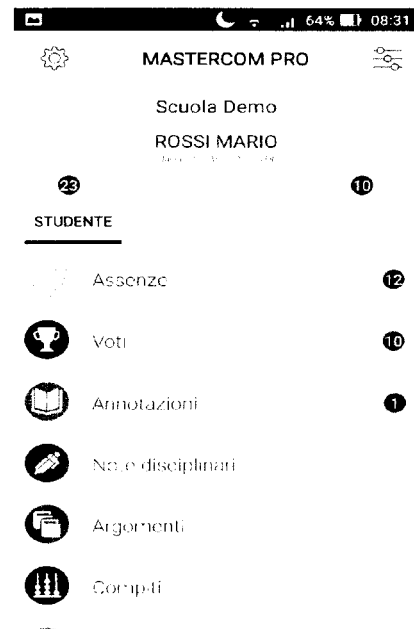 64% 08:31
MASTERCOM PRO
Scuola Demo
ROSSI MARIO
23 10
STUDENTE
Assenze 12
Voti 10
Annotazioni 1
Note disciplinari
Argomenti
Compiti